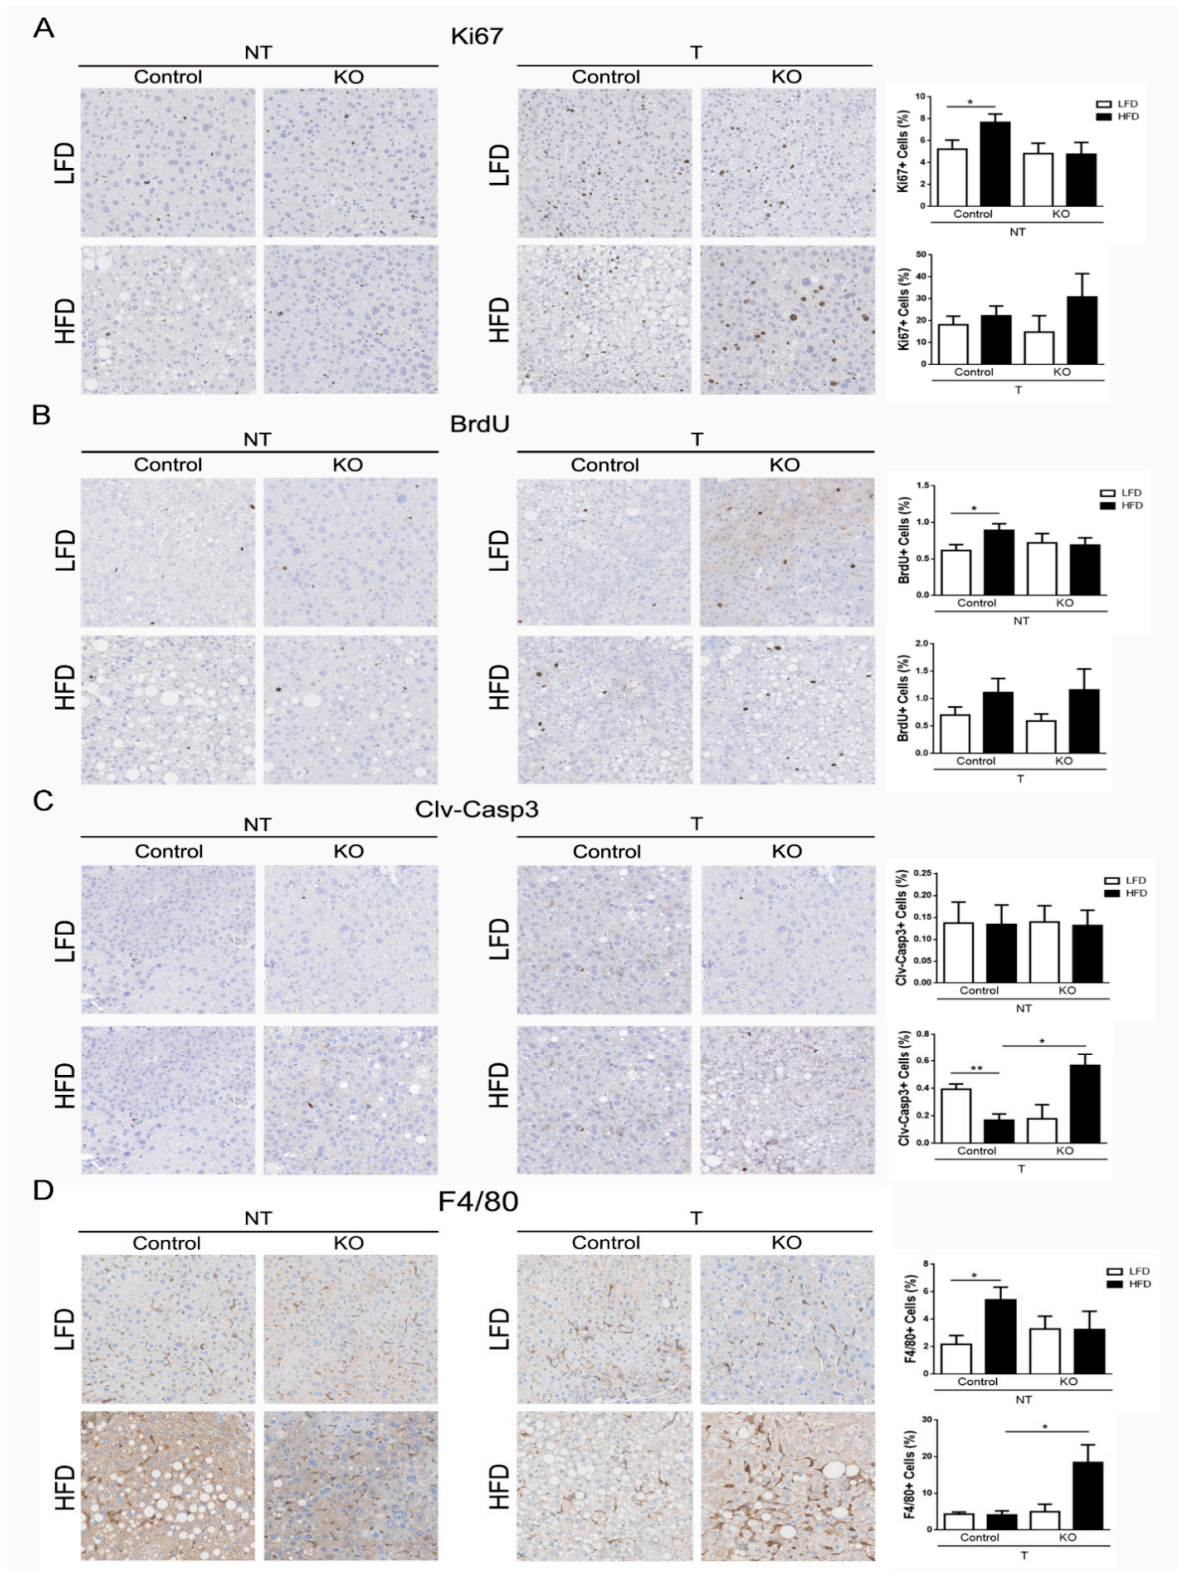 A
Ki67
NT
T
Control
KO
Control
KO
LFD
LFD
HFD
HFD
Ki67+ Cells (%)
10
8
6
4
2
0
*
LFD
HFD
Control
KO
NT
Ki67+ Cells (%)
50
40
30
20
10
0
Control
KO
T
B
BrdU
NT
T
Control
KO
Control
KO
LFD
LFD
HFD
HFD
BrdU+ Cells (%)
1.5
1.0
0.5
0.0
*
LFD
HFD
Control
KO
NT
BrdU+ Cells (%)
2.0
1.5
1.0
0.5
0.0
Control
KO
T
C
Clv-Casp3
NT
T
Control
KO
Control
KO
LFD
LFD
HFD
HFD
Clv-Casp3+ Cells (%)
0.25
0.20
0.15
0.10
0.05
0.00
LFD
HFD
Control
KO
NT
Clv-Casp3+ Cells (%)
0.8
0.6
0.4
0.2
0.0
**
*
Control
KO
T
D
F4/80
NT
T
Control
KO
Control
KO
LFD
LFD
HFD
HFD
F4/80+ Cells (%)
8
6
4
2
0
*
LFD
HFD
Control
KO
NT
F4/80+ Cells (%)
30
20
10
0
*
Control
KO
T